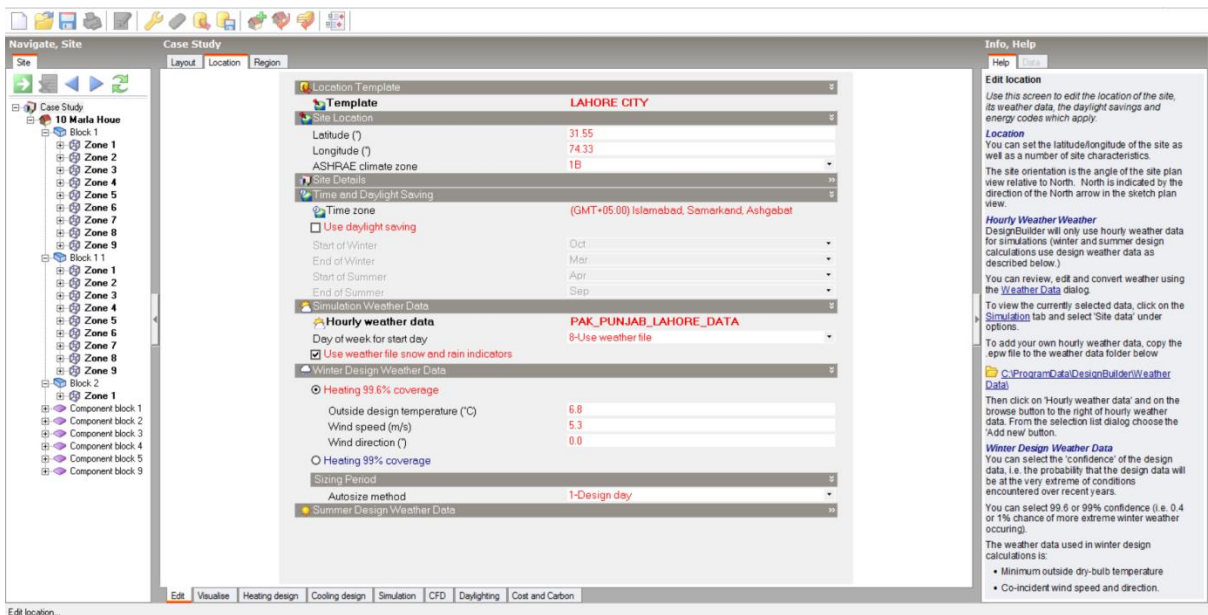 Navigate, Site
Site
Case Study
10 Marla Houe
Block 1
Zone 1
Zone 2
Zone 3
Zone 4
Zone 5
Zone 6
Zone 7
Zone 8
Zone 9
Block 1 1
Zone 1
Zone 2
Zone 3
Zone 4
Zone 5
Zone 6
Zone 7
Zone 8
Zone 9
Block 2
Zone 1
Component block 1
Component block 2
Component block 3
Component block 4
Component block 5
Component block 9
Case Study
Layout Location Region
Location Template
Template LAHORE CITY
Site Location
Latitude (°) 31.55
Longitude (°) 74.33
ASHRAE climate zone 1B
Site Details
Time and Daylight Saving
Time zone (GMT+05:00) Islamabad, Samarkand, Ashgabat
Use daylight saving
Start of Winter Oct
End of Winter Mar
Start of Summer Apr
End of Summer Sep
Simulation Weather Data
Hourly weather data PAK_PUNJAB_LAHORE_DATA
Day of week for start day 8-Use weather file
Use weather file snow and rain indicators
Winter Design Weather Data
Heating 99.6% coverage
Outside design temperature (°C) 6.8
Wind speed (m/s) 5.3
Wind direction (°) 0.0
Heating 99% coverage
Sizing Period
Autosize method 1-Design day
Summer Design Weather Data
Edit Visualise Heating design Cooling design Simulation CFD Daylighting Cost and Carbon
Info, Help
Help Data
Edit location
Use this screen to edit the location of the site,
its weather data, the daylight savings and
energy codes which apply.
Location
You can set the latitude/longitude of the site as
well as a number of site characteristics.
The site orientation is the angle of the site plan
view relative to North. North is indicated by the
direction of the North arrow in the sketch plan
view.
Hourly Weather Weather
DesignBuilder will only use hourly weather data
for simulations (winter and summer design
calculations use design weather data as
described below.)
You can review, edit and convert weather using
the Weather Data dialog.
To view the currently selected data, click on the
Simulation tab and select 'Site data' under
options.
To add your own hourly weather data, copy the
.epw file to the weather data folder below
C:\ProgramData\DesignBuilder\Weather
Data\
Then click on 'Hourly weather data' and on the
browse button to the right of hourly weather
data. From the selection list dialog choose the
'Add new' button.
Winter Design Weather Data
You can select the 'confidence' of the design
data, i.e. the probability that the design data will
be at the very extreme of conditions
encountered over recent years.
You can select 99.6 or 99% confidence (i.e. 0.4
or 1% chance of more extreme winter weather
occuring).
The weather data used in winter design
calculations is:
• Minimum outside dry-bulb temperature
• Co-incident wind speed and direction.
Edit location...